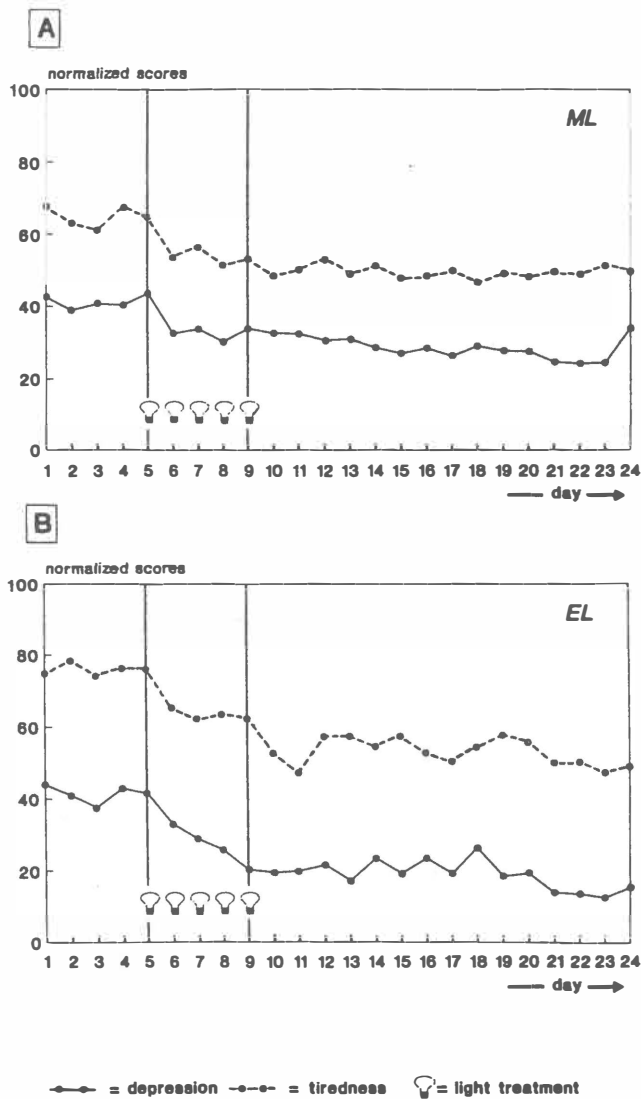 A
normalized scores
100
ML
80
60
40
20
0
1 2 3 4 5 6 7 8 9 10 11 12 13 14 15 16 17 18 19 20 21 22 23 24
day
B
normalized scores
100
EL
80
60
40
20
0
1 2 3 4 5 6 7 8 9 10 11 12 13 14 15 16 17 18 19 20 21 22 23 24
day
= depression = tiredness = light treatment